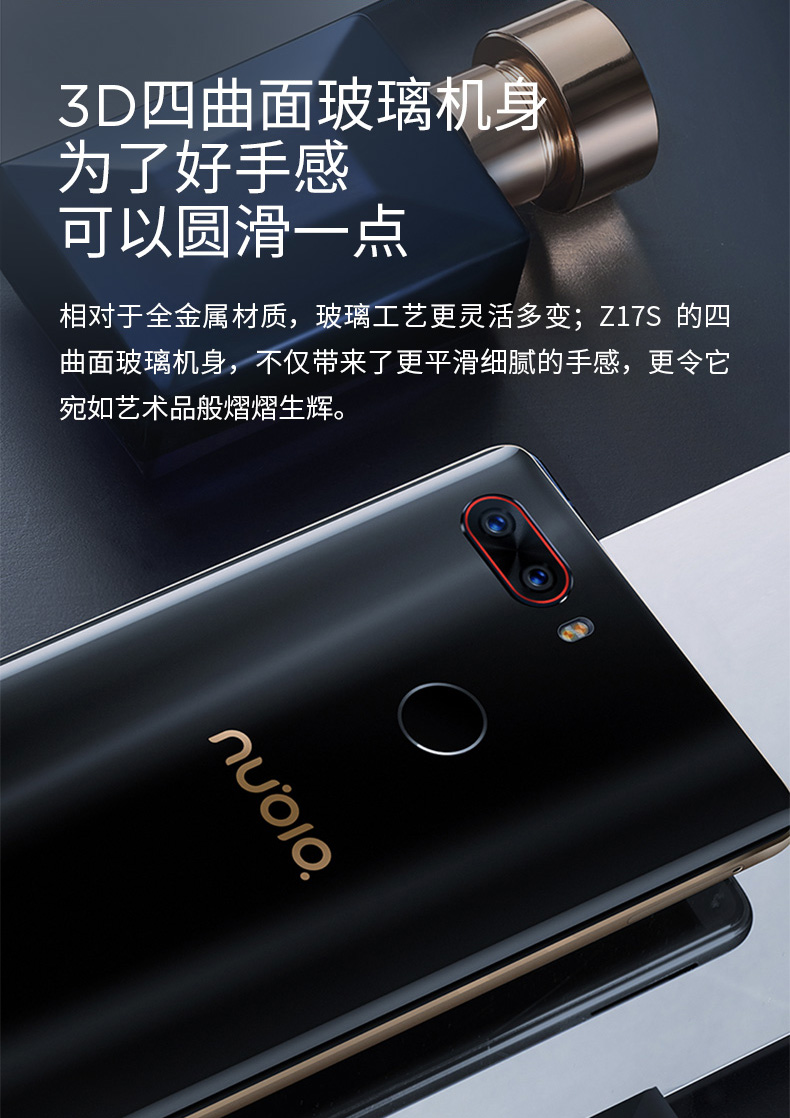 3D四曲面玻璃机身
为了好手感
可以圆滑一点
相对于全金属材质，玻璃工艺更灵活多变；Z17S 的四
曲面玻璃机身，不仅带来了更平滑细腻的手感，更令它
宛如艺术品般熠熠生辉。
nubia